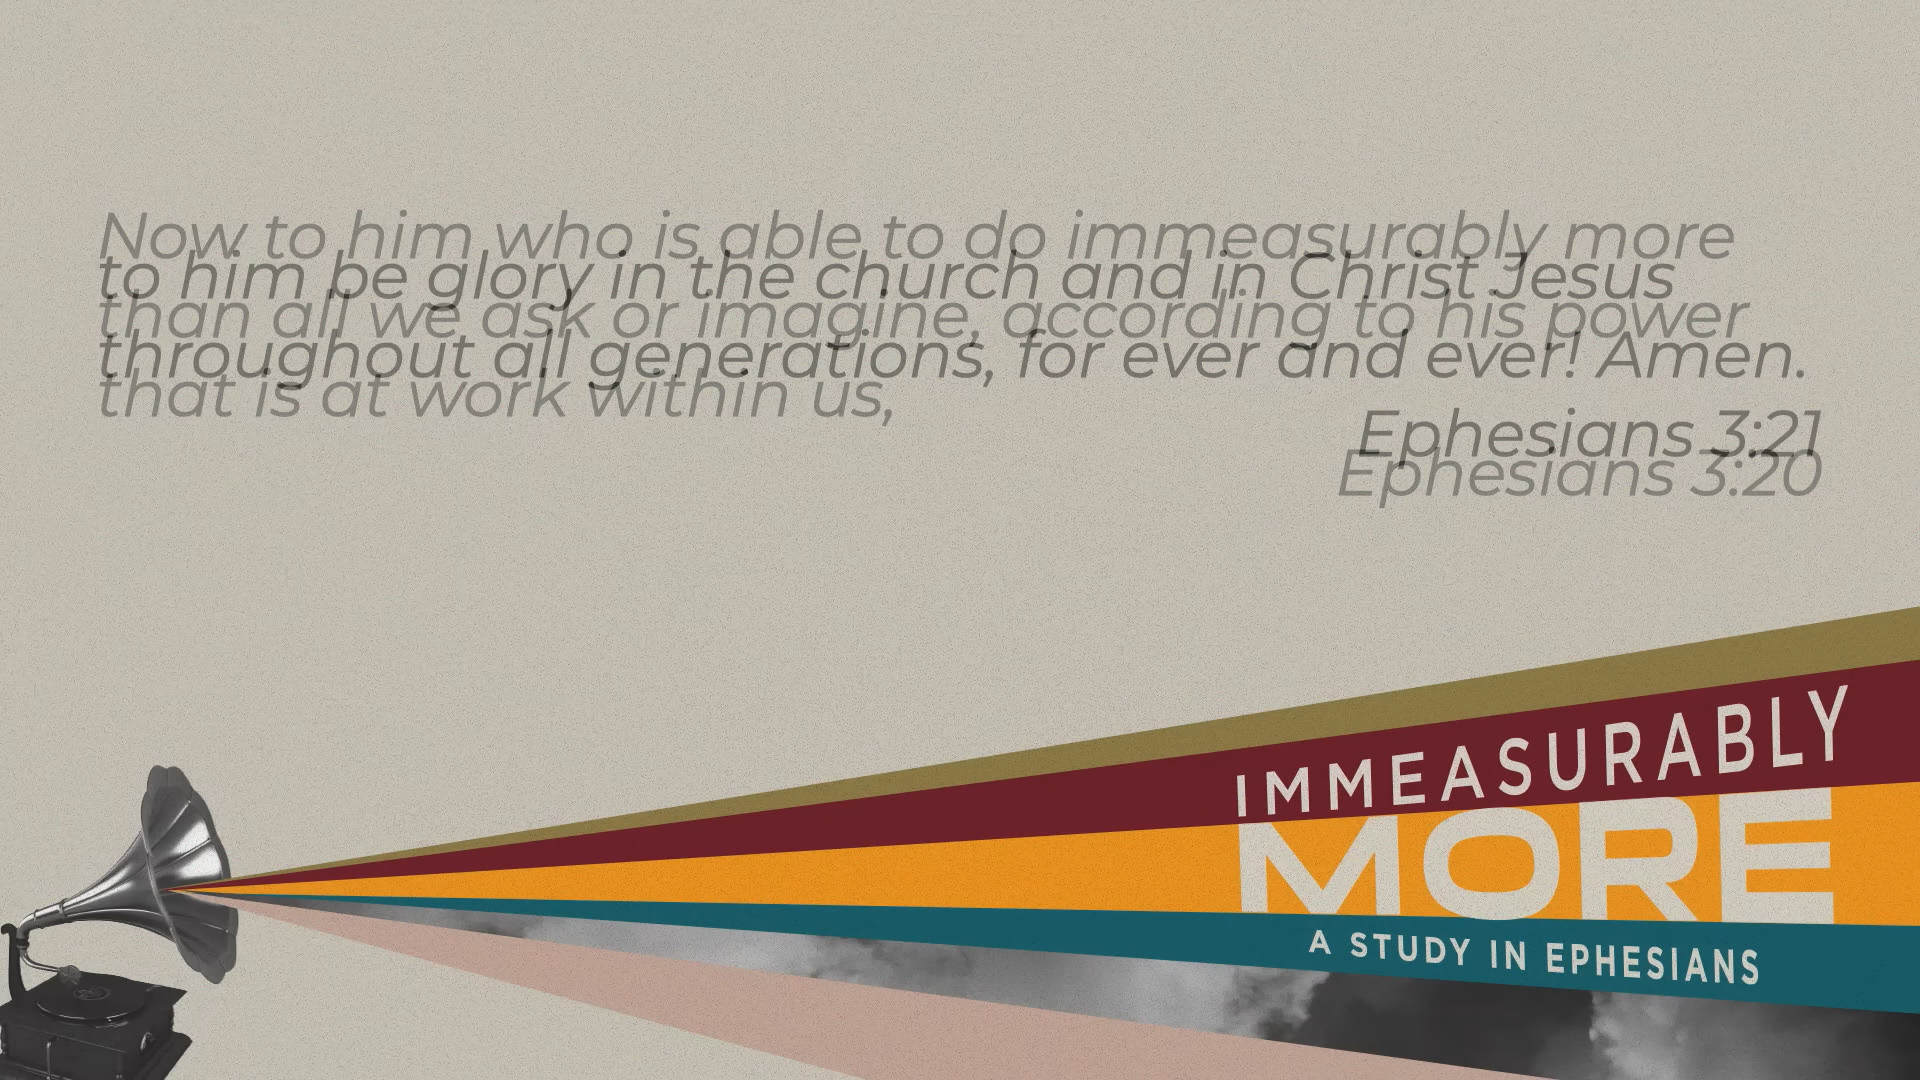 Now to him who is able to do immeasurably more
than all we ask or imagine, according to his power
that is at work within us,
Ephesians 3:20
to him be glory in the church and in Christ Jesus
throughout all generations, for ever and ever! Amen.
Ephesians 3:21
IMMEASURABLY
MORE
A STUDY IN EPHESIANS